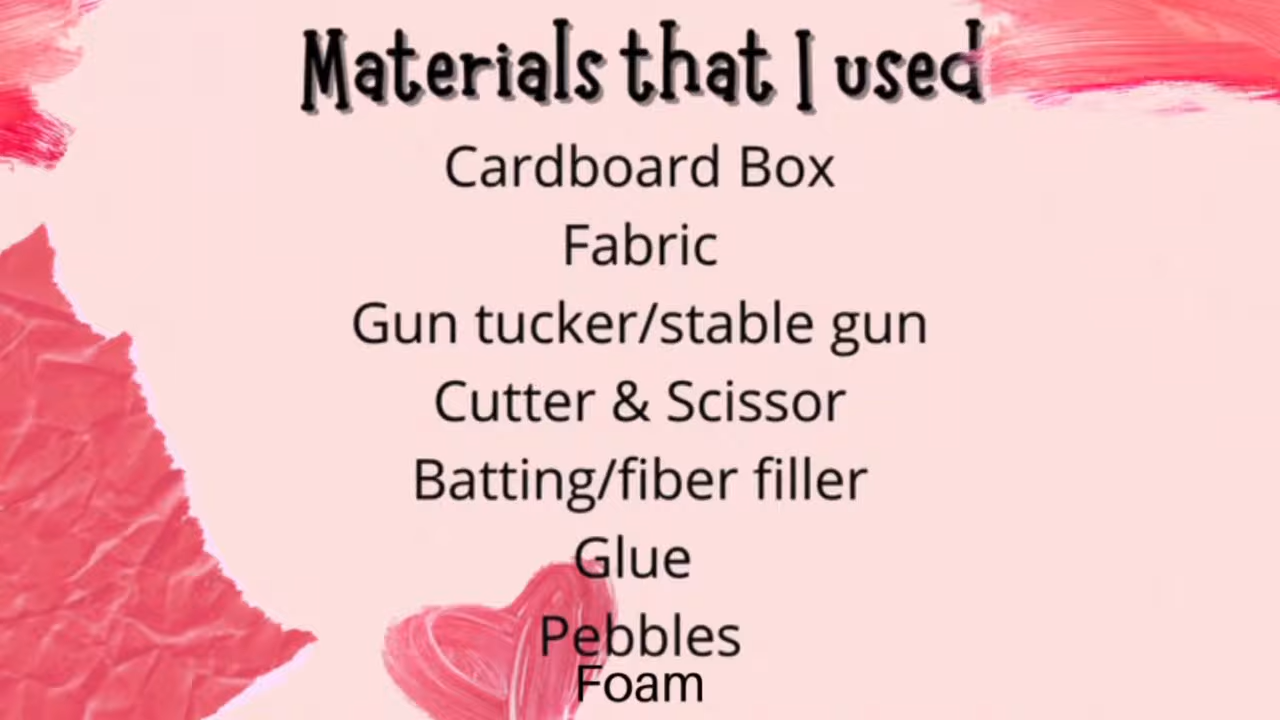 Materials that I used
Cardboard Box
Fabric
Gun tucker/stable gun
Cutter & Scissor
Batting/fiber filler
Glue
Pebbles
Foam